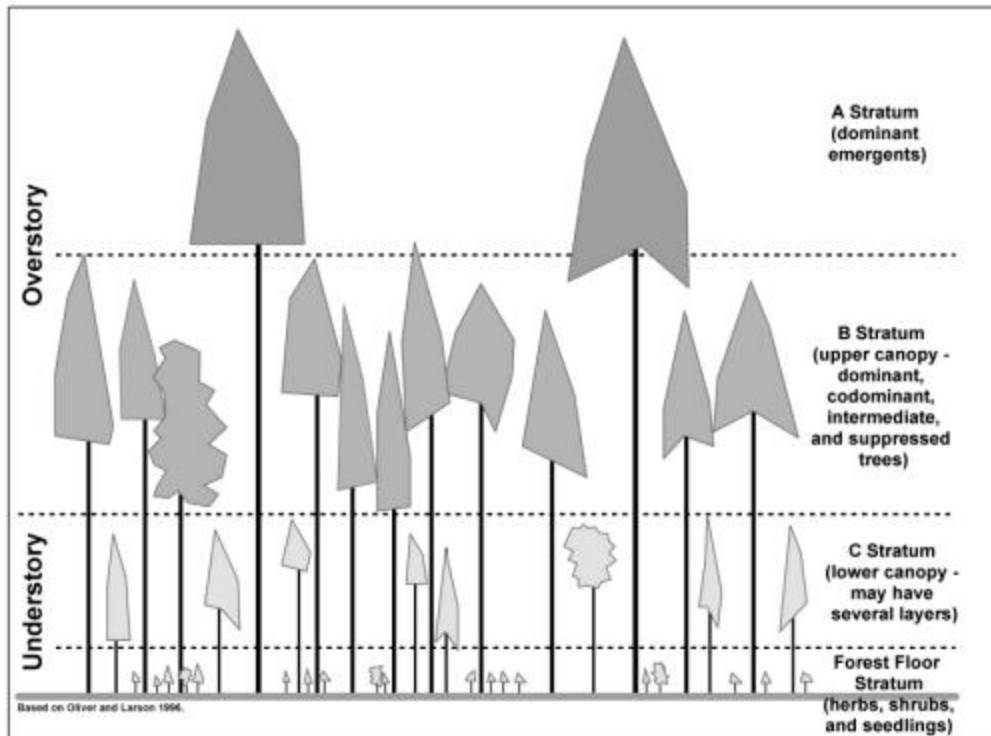 A Stratum
(dominant
emergents)
Overstory
B Stratum
(upper canopy -
dominant,
codominant,
intermediate,
and suppressed
trees)
Understory
C Stratum
(lower canopy -
may have
several layers)
Forest Floor
Stratum
(herbs, shrubs,
and seedlings)
Based on Oliver and Larson 1996.